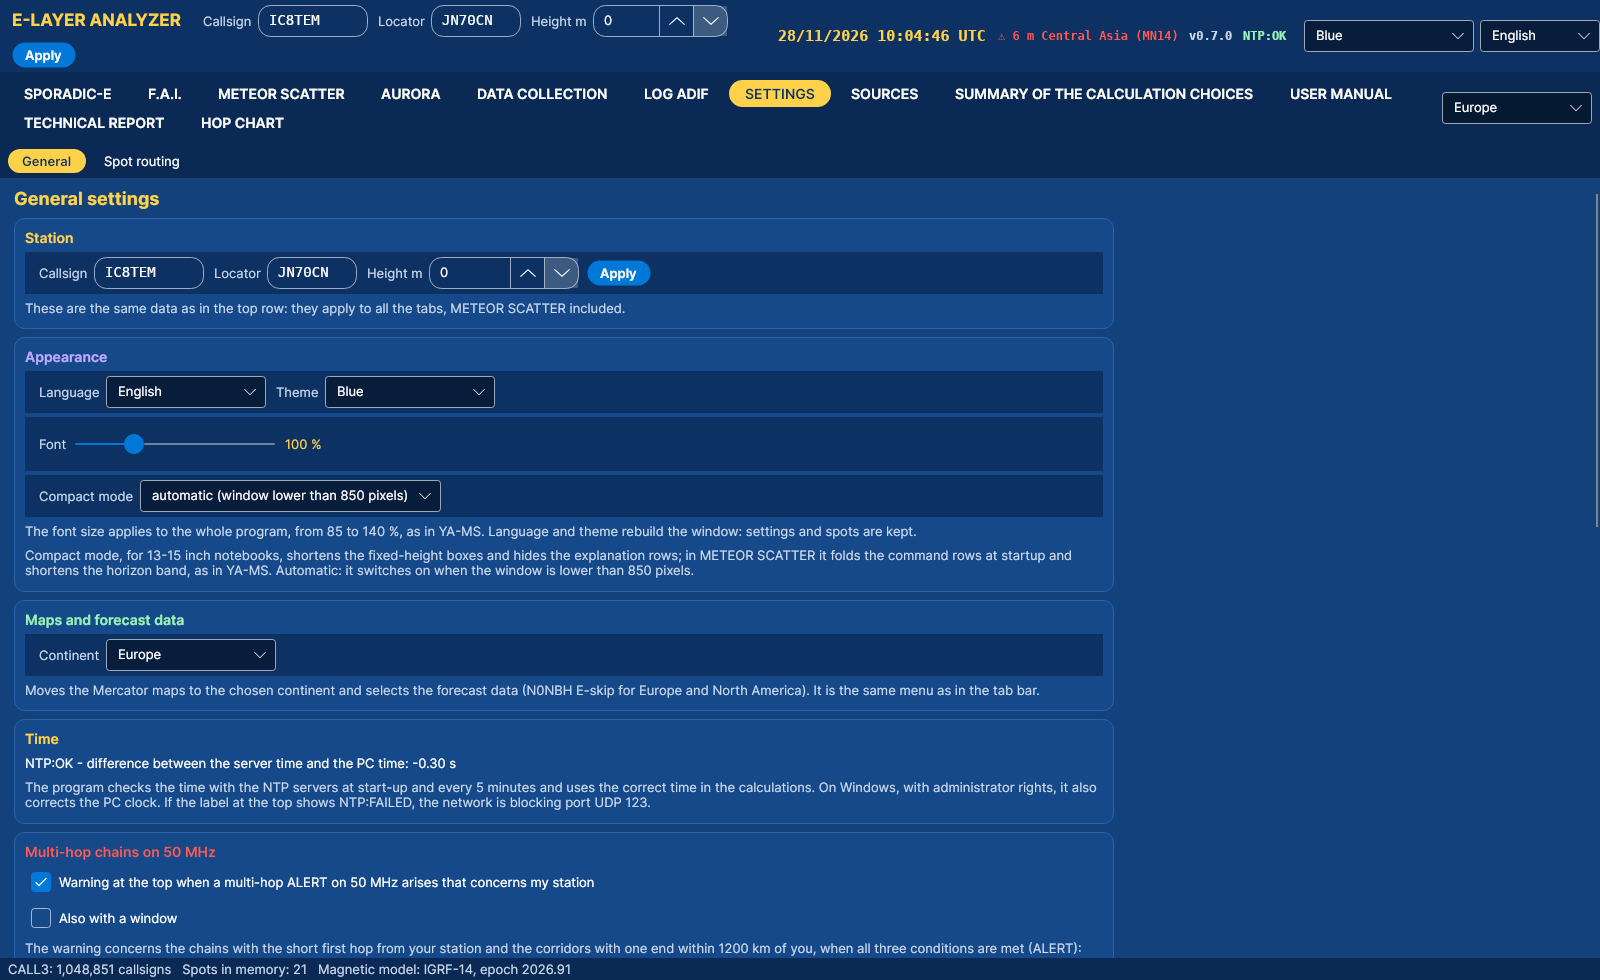 E-LAYER ANALYZER Callsign IC8TEM Locator JN70CN Height m 0
28/11/2026 10:04:46 UTC ⚠ 6 m Central Asia (MN14) v0.7.0 NTP:OK Blue English
Apply
SPORADIC-E F.A.I. METEOR SCATTER AURORA DATA COLLECTION LOG ADIF SETTINGS SOURCES SUMMARY OF THE CALCULATION CHOICES USER MANUAL
Europe
TECHNICAL REPORT HOP CHART
General Spot routing
General settings
Station
Callsign IC8TEM Locator JN70CN Height m 0 Apply
These are the same data as in the top row: they apply to all the tabs, METEOR SCATTER included.
Appearance
Language English Theme Blue
Font 100 %
Compact mode automatic (window lower than 850 pixels)
The font size applies to the whole program, from 85 to 140 %, as in YA-MS. Language and theme rebuild the window: settings and spots are kept.
Compact mode, for 13-15 inch notebooks, shortens the fixed-height boxes and hides the explanation rows; in METEOR SCATTER it folds the command rows at startup and
shortens the horizon band, as in YA-MS. Automatic: it switches on when the window is lower than 850 pixels.
Maps and forecast data
Continent Europe
Moves the Mercator maps to the chosen continent and selects the forecast data (N0NBH E-skip for Europe and North America). It is the same menu as in the tab bar.
Time
NTP:OK - difference between the server time and the PC time: -0.30 s
The program checks the time with the NTP servers at start-up and every 5 minutes and uses the correct time in the calculations. On Windows, with administrator rights, it also
corrects the PC clock. If the label at the top shows NTP:FAILED, the network is blocking port UDP 123.
Multi-hop chains on 50 MHz
Warning at the top when a multi-hop ALERT on 50 MHz arises that concerns my station
Also with a window
The warning concerns the chains with the short first hop from your station and the corridors with one end within 1200 km of you, when all three conditions are met (ALERT):
CALL3: 1,048,851 callsigns Spots in memory: 21 Magnetic model: IGRF-14, epoch 2026.91